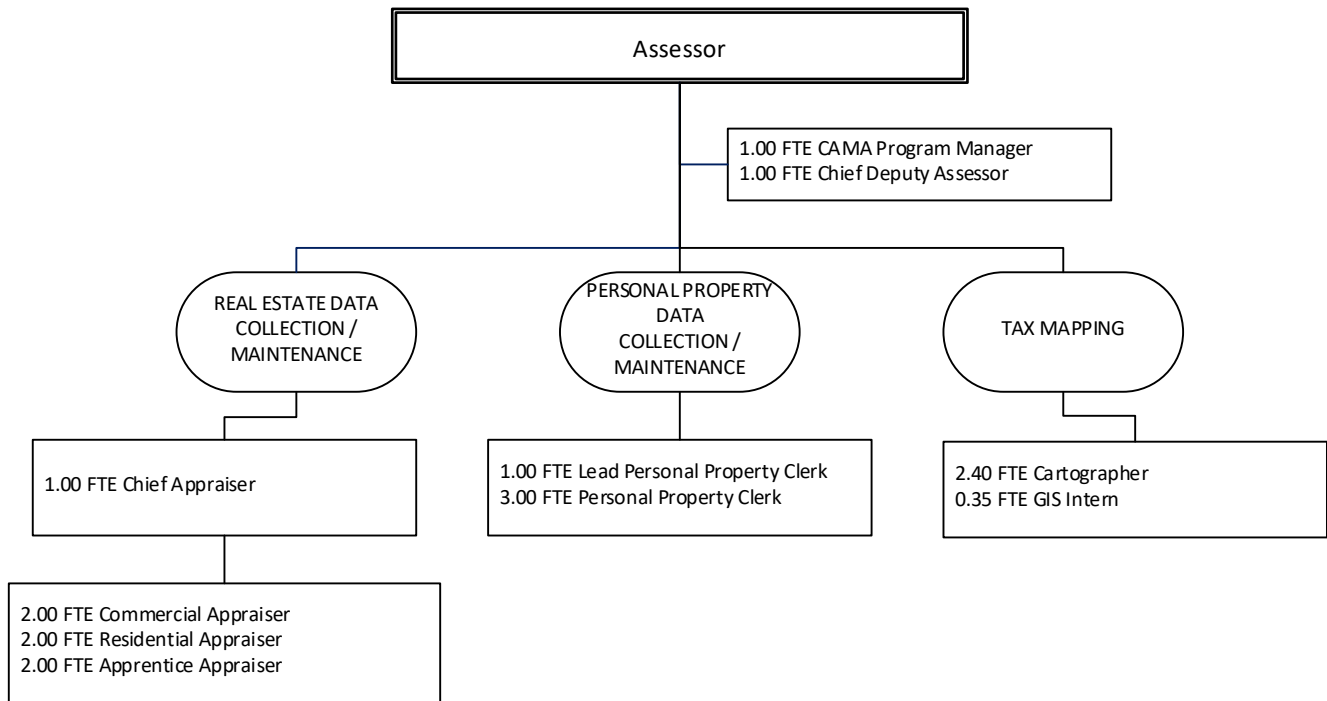 Assessor
1.00 FTE CAMA Program Manager
1.00 FTE Chief Deputy Assessor
REAL ESTATE DATA
COLLECTION /
MAINTENANCE
PERSONAL PROPERTY
DATA
COLLECTION /
MAINTENANCE
TAX MAPPING
1.00 FTE Chief Appraiser
1.00 FTE Lead Personal Property Clerk
3.00 FTE Personal Property Clerk
2.40 FTE Cartographer
0.35 FTE GIS Intern
2.00 FTE Commercial Appraiser
2.00 FTE Residential Appraiser
2.00 FTE Apprentice Appraiser